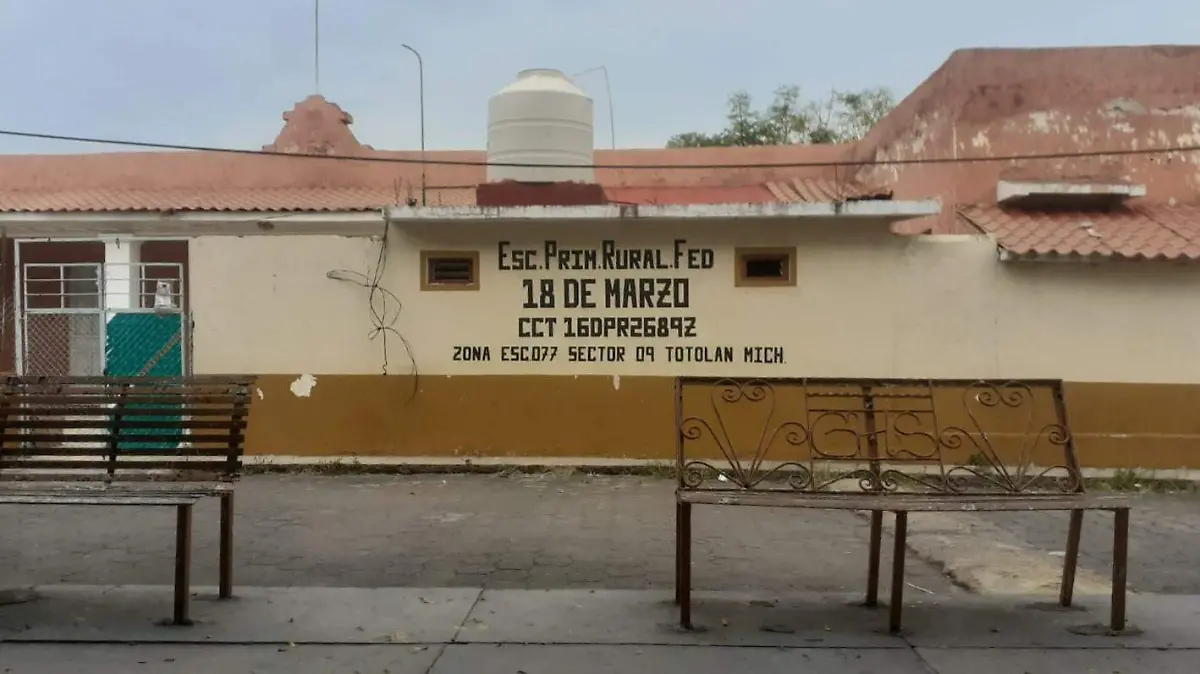 Esc.Prim.Rural.Fed
18 DE MARZO
CCT 16DPR2689Z
ZONA ESC.077 SECTOR 09 TOTOLAN MICH.